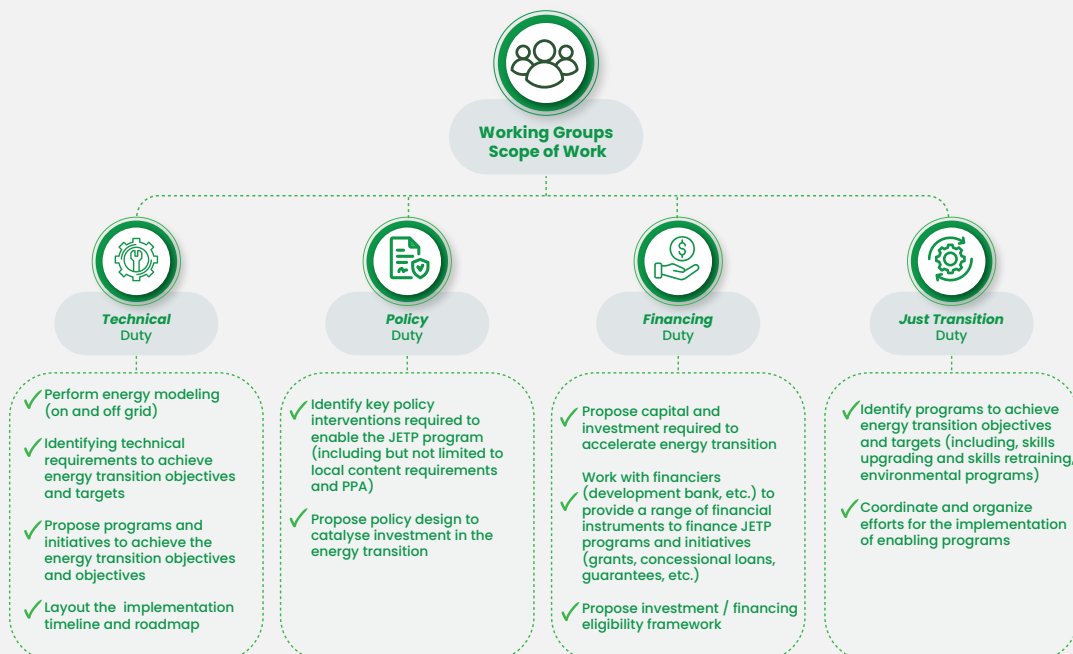 Working Groups
Scope of Work
Technical
Duty
Perform energy modeling
(on and off grid)
Identifying technical
requirements to achieve
energy transition objectives
and targets
Propose programs and
initiatives to achieve the
energy transition objectives
and objectives
Layout the implementation
timeline and roadmap
Policy
Duty
Identify key policy
interventions required to
enable the JETP program
(including but not limited to
local content requirements
and PPA)
Propose policy design to
catalyse investment in the
energy transition
Financing
Duty
$
Propose capital and
investment required to
accelerate energy transition
Work with financiers
(development bank, etc.) to
provide a range of financial
instruments to finance JETP
programs and initiatives
(grants, concessional loans,
guarantees, etc.)
Propose investment / financing
eligibility framework
Just Transition
Duty
Identify programs to achieve
energy transition objectives
and targets (including, skills
upgrading and skills retraining,
environmental programs)
Coordinate and organize
efforts for the implementation
of enabling programs